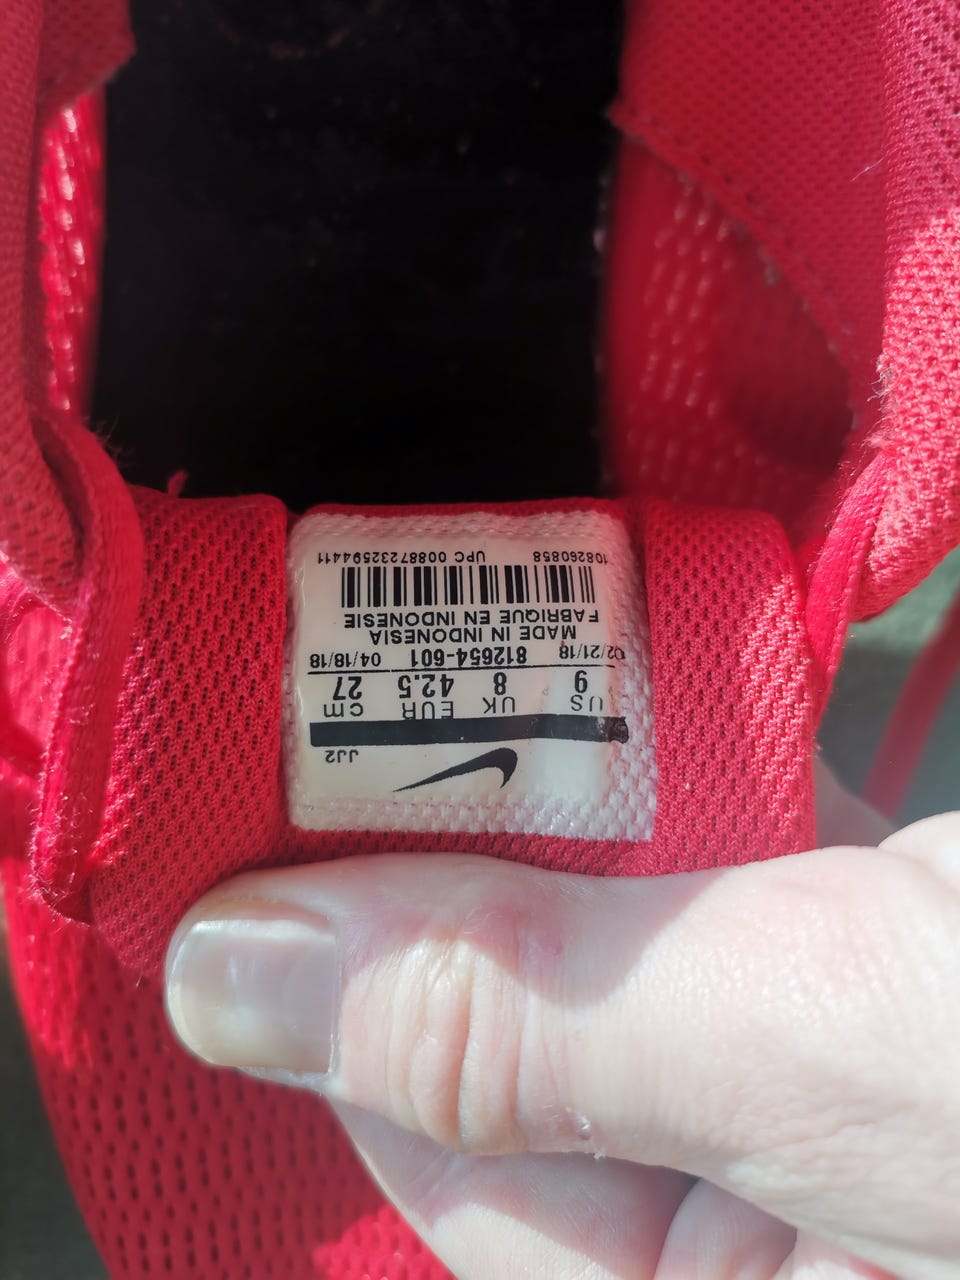 JJ2
US UK EUR cm
9 8 42.5 27
02/21/18 812654-601 04/18/18
MADE IN INDONESIA
FABRIQUE EN INDONESIE
108260858 UPC 00887232594411